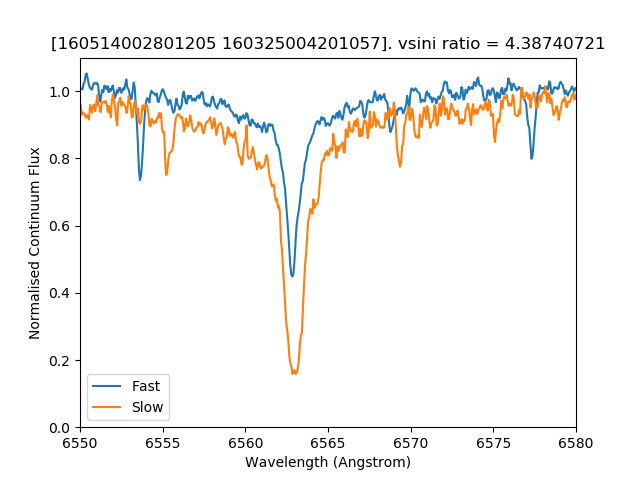 [160514002801205 160325004201057]. vsini ratio = 4.38740721
Normalised Continuum Flux
1.0
0.8
0.6
0.4
0.2
0.0
Fast
Slow
6550 6555 6560 6565 6570 6575 6580
Wavelength (Angstrom)